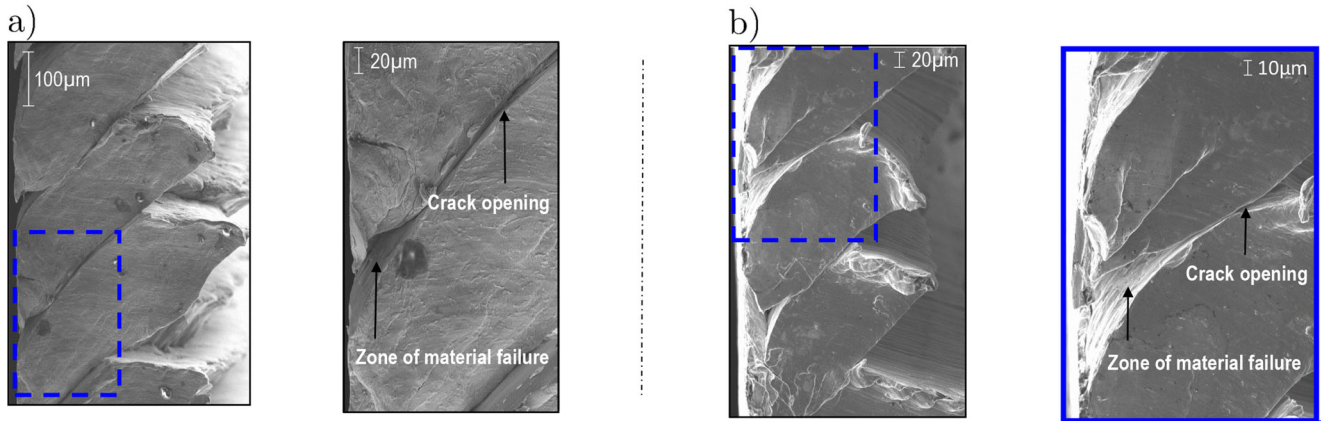 a)
b)
100µm
20µm
Crack opening
Zone of material failure
20µm
10µm
Crack opening
Zone of material failure